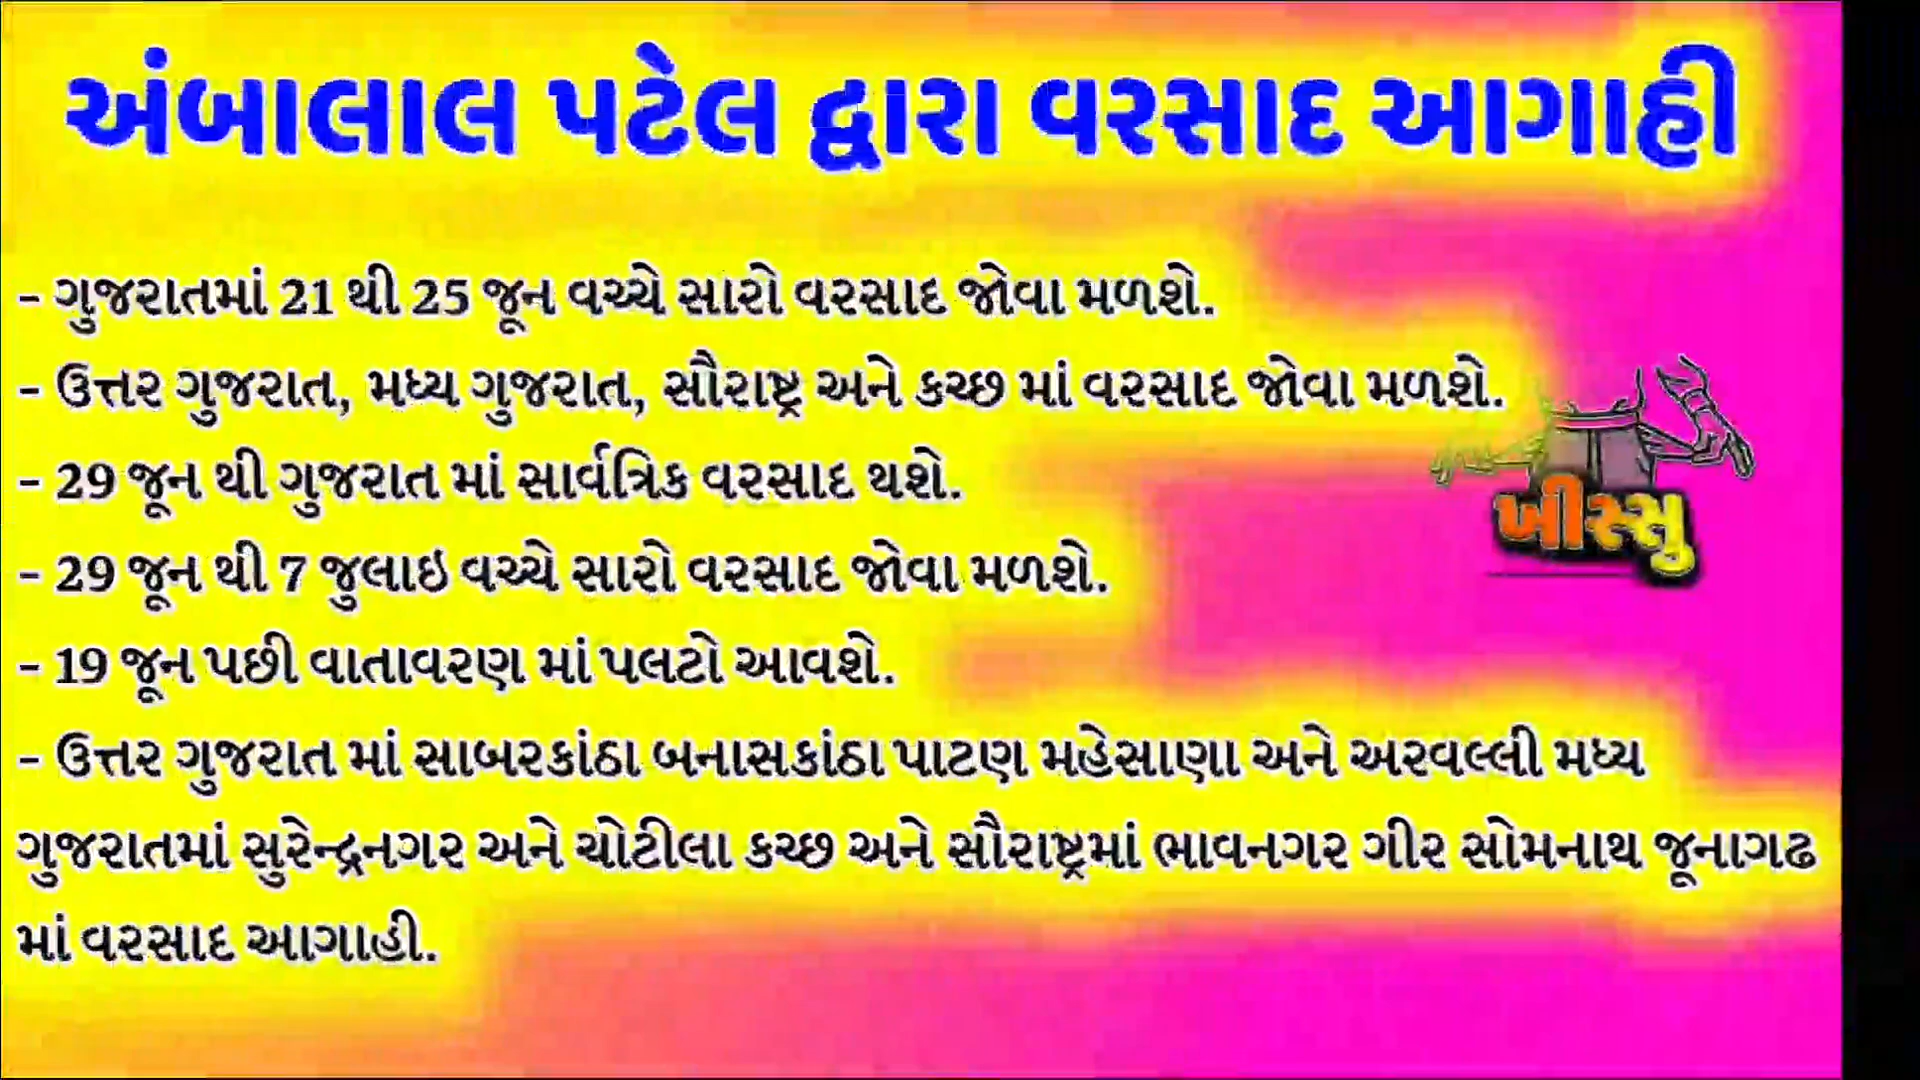 અંબાલાલ પટેલ દ્વારા વરસાદ આગાહી
- ગુજરાતમાં 21 થી 25 જૂન વચ્ચે સારો વરસાદ જોવા મળશે.
- ઉત્તર ગુજરાત, મધ્ય ગુજરાત, સૌરાષ્ટ્ર અને કચ્છ માં વરસાદ જોવા મળશે.
- 29 જૂન થી ગુજરાત માં સાર્વત્રિક વરસાદ થશે.
ખીસ્સુ
- 29 જૂન થી 7 જુલાઇ વચ્ચે સારો વરસાદ જોવા મળશે.
- 19 જૂન પછી વાતાવરણ માં પલટો આવશે.
- ઉત્તર ગુજરાત માં સાબરકાંઠા બનાસકાંઠા પાટણ મહેસાણા અને અરવલ્લી મધ્ય
ગુજરાતમાં સુરેન્દ્રનગર અને ચોટીલા કચ્છ અને સૌરાષ્ટ્રમાં ભાવનગર ગીર સોમનાથ જૂનાગઢ
માં વરસાદ આગાહી.